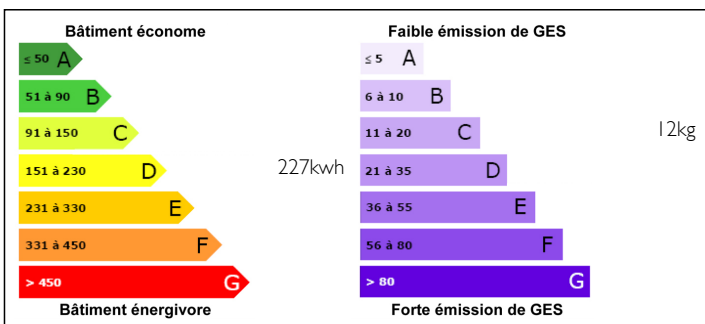 Bâtiment économe
≤ 50 A
51 à 90 B
91 à 150 C
151 à 230 D
227kwh
231 à 330 E
331 à 450 F
> 450 G
Bâtiment énergivore
Faible émission de GES
≤ 5 A
6 à 10 B
11 à 20 C
12kg
21 à 35 D
36 à 55 E
56 à 80 F
> 80 G
Forte émission de GES